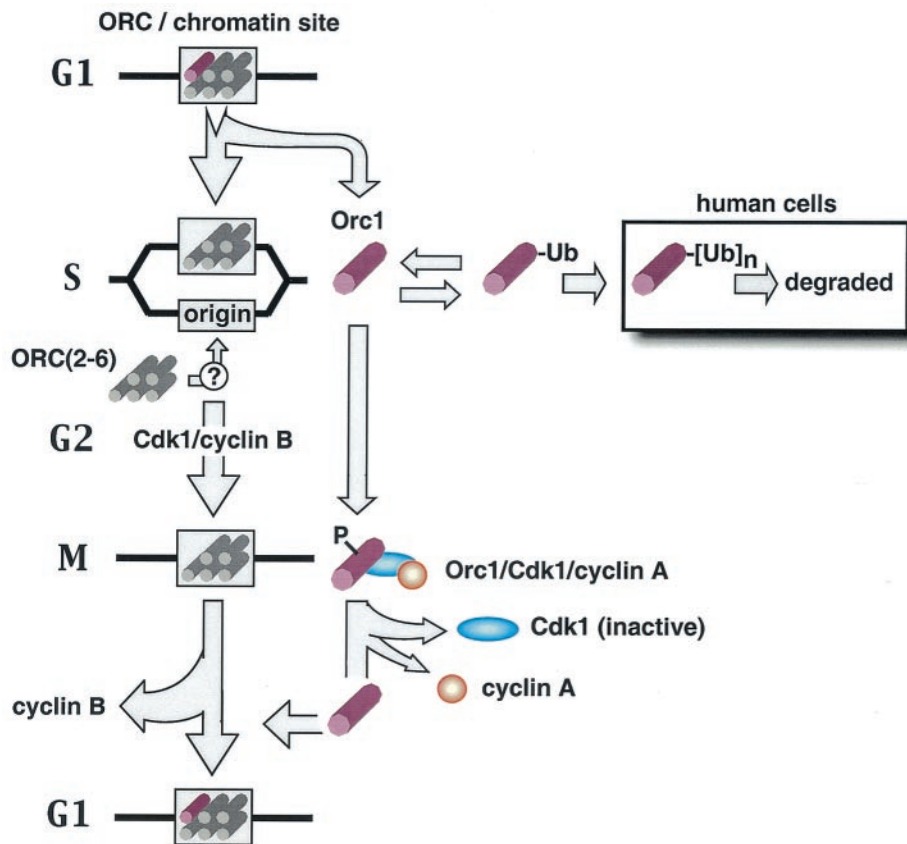 ORC / chromatin site
G1
Orc1
human cells
-Ub
-[Ub]n
degraded
S
origin
ORC(2-6)
?
G2
Cdk1/cyclin B
M
P
Orc1/Cdk1/cyclin A
Cdk1 (inactive)
cyclin A
cyclin B
G1